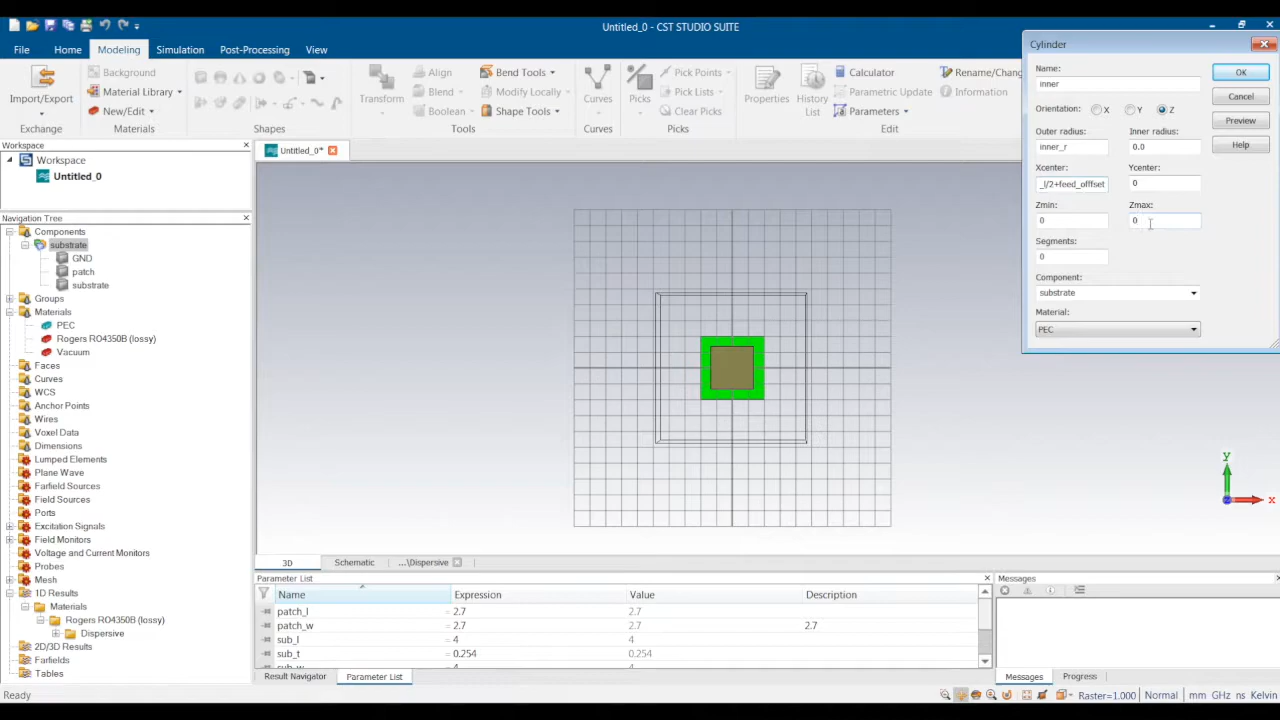 Untitled_0 - CST STUDIO SUITE
File Home Modeling Simulation Post-Processing View
Import/Export
Exchange
Background
Material Library
New/Edit
Materials
Shapes
Transform
Align
Blend
Boolean
Bend Tools
Modify Locally
Shape Tools
Tools
Curves
Curves
Picks
Pick Points
Pick Lists
Clear Picks
Picks
Properties
History
List
Calculator
Parametric Update
Parameters
Rename/Chang
Information
Edit
Workspace
Workspace
Untitled_0
Untitled_0*
Navigation Tree
Components
substrate
GND
patch
substrate
Groups
Materials
PEC
Rogers RO4350B (lossy)
Vacuum
Faces
Curves
WCS
Anchor Points
Wires
Voxel Data
Dimensions
Lumped Elements
Plane Wave
Farfield Sources
Field Sources
Ports
Excitation Signals
Field Monitors
Voltage and Current Monitors
Probes
Mesh
1D Results
Materials
Rogers RO4350B (lossy)
Dispersive
2D/3D Results
Farfields
Tables
Cylinder
Name:
inner
OK
Cancel
Preview
Help
Orientation: X Y Z
Outer radius: Inner radius:
inner_r 0.0
Xcenter: Ycenter:
_l/2+feed_offfset 0
Zmin: Zmax:
0 0
Segments:
0
Component:
substrate
Material:
PEC
y
x
3D Schematic ...\Dispersive
Parameter List
Name Expression Value Description
patch_l = 2.7 2.7
patch_w = 2.7 2.7 2.7
sub_l = 4 4
sub_t = 0.254 0.254
sub_w = 4 4
Result Navigator Parameter List
Messages
Messages Progress
Ready
Raster=1.000 Normal mm GHz ns Kelvin